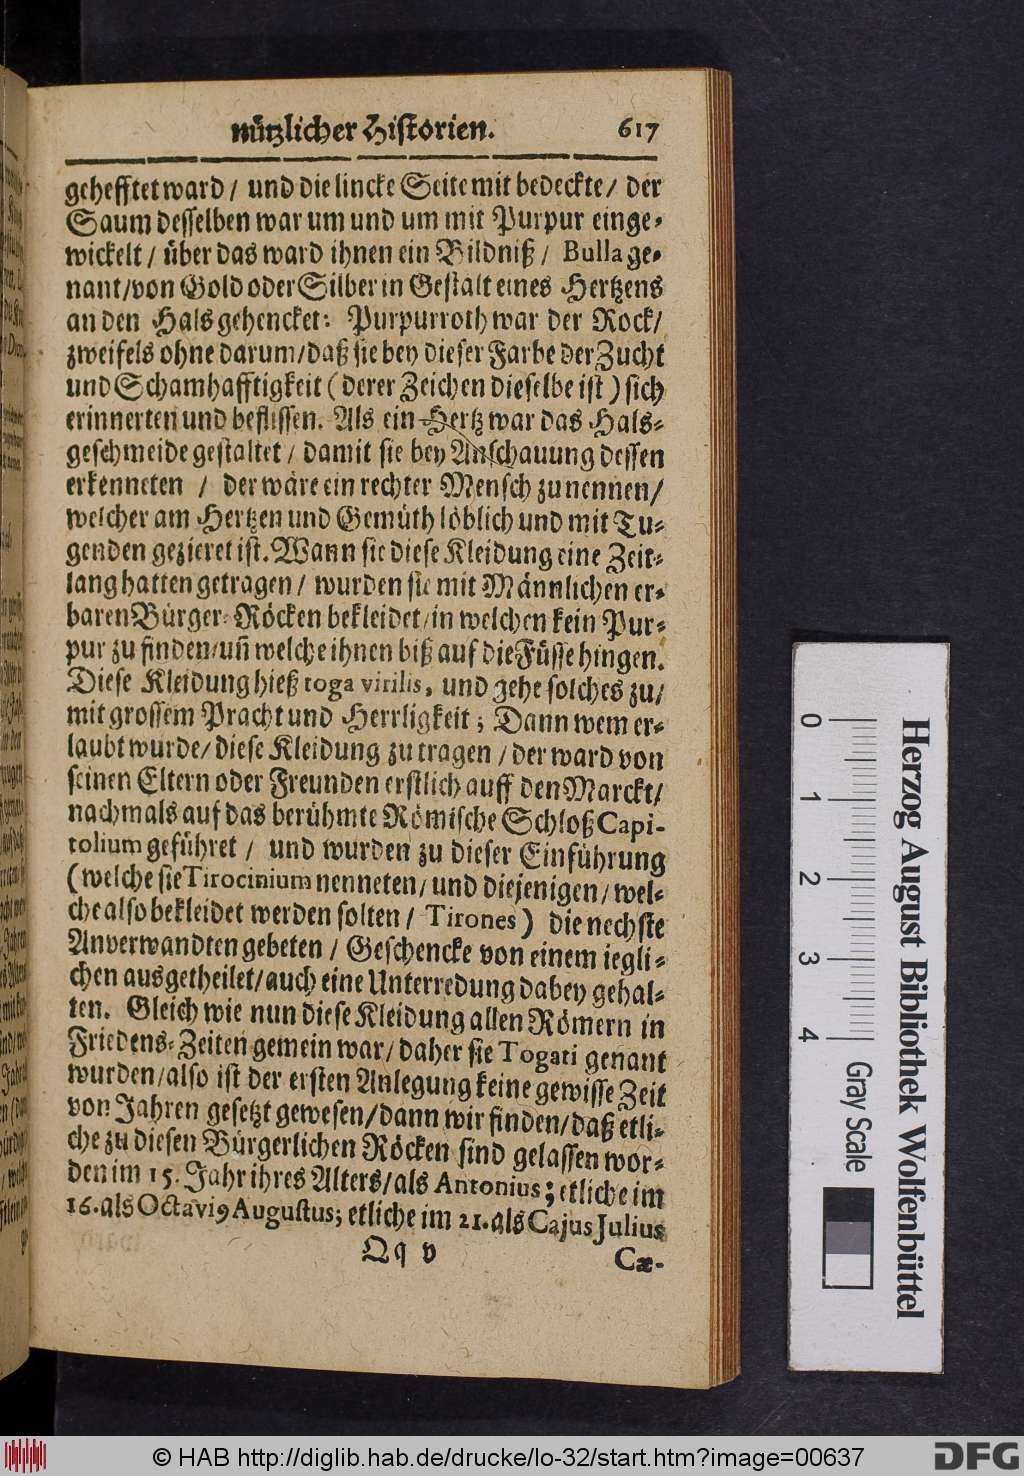 nützlicher Historien. 617
gehefftet ward / und die lincke Seite mit bedeckte / der
Saum desselben war um und um mit Purpur einge-
wickelt / über das ward ihnen ein Bildniß / Bulla ge-
nant / von Gold oder Silber in Gestalt eines Hertzens
an den Hals gehencket: Purpurroth war der Rock /
zweifels ohne darum / daß sie bey dieser Farbe der Zucht
und Schamhafftigkeit (derer Zeichen dieselbe ist) sich
erinnerten und beflissen. Als ein Hertz war das Hals-
geschmeide gestaltet / damit sie bey Anschauung dessen
erkenneten / der wäre ein rechter Mensch zu nennen /
welcher am Hertzen und Gemüth löblich und mit Tu-
genden gezieret ist. Wann sie diese Kleidung eine Zeit-
lang hatten getragen / wurden sie mit Männlichen er-
baren Bürger-Röcken bekleidet / in welchen kein Pur-
pur zu finden / uñ welche ihnen biß auf die Füsse hingen.
Diese Kleidung hieß toga virilis, und gehe solches zu /
mit grossem Pracht und Herrligkeit; Dann wem er-
laubt wurde / diese Kleidung zu tragen / der ward von
seinen Eltern oder Freunden erstlich auff den Marckt /
nachmals auf das berühmte Römische Schloß Capi-
tolium geführet / und wurden zu dieser Einführung
(welche sie Tirocinium nenneten / und diejenigen / wel-
che also bekleidet werden solten / Tirones) die nechste
Anverwandten gebeten / Geschencke von einem iegli-
chen ausgetheilet / auch eine Unterredung dabey gehal-
ten. Gleich wie nun diese Kleidung allen Römern in
Friedens-Zeiten gemein war / daher sie Togati genant
wurden / also ist der ersten Anlegung keine gewisse Zeit
von Jahren gesetzt gewesen / dann wir finden / daß etli-
che zu diesen Bürgerlichen Röcken sind gelassen wor-
den im 15. Jahr ihres Alters / als Antonius; etliche im
16. als Octaviꝰ Augustus; etliche im 21. als Cajus Julius
Qq v Cæ-
0 1 2 3 4
Gray Scale
Herzog August Bibliothek Wolfenbüttel
© HAB http://diglib.hab.de/drucke/lo-32/start.htm?image=00637
DFG